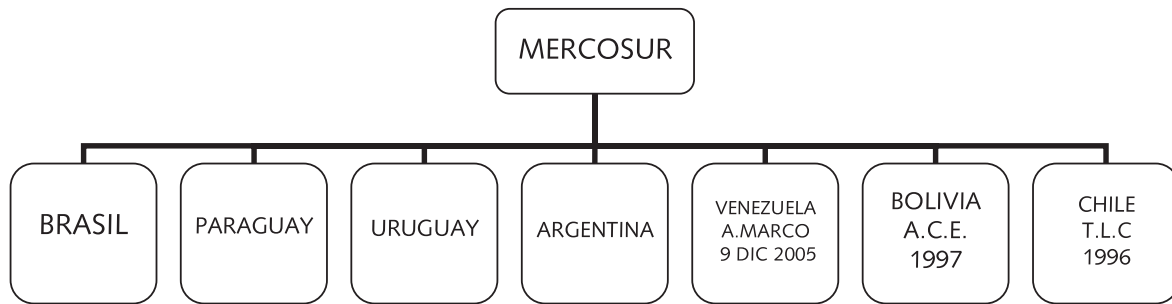 MERCOSUR
BRASIL
PARAGUAY
URUGUAY
ARGENTINA
VENEZUELA
A.MARCO
9 DIC 2005
BOLIVIA
A.C.E.
1997
CHILE
T.L.C
1996